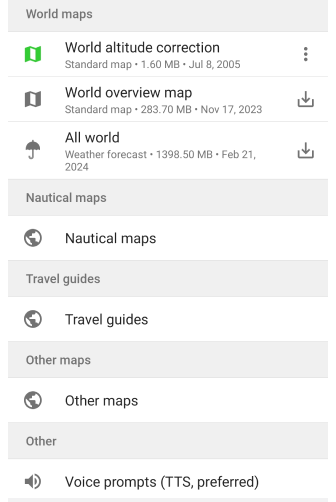 World maps
World altitude correction
Standard map • 1.60 MB • Jul 8, 2005
World overview map
Standard map • 283.70 MB • Nov 17, 2023
All world
Weather forecast • 1398.50 MB • Feb 21,
2024
Nautical maps
Nautical maps
Travel guides
Travel guides
Other maps
Other maps
Other
Voice prompts (TTS, preferred)